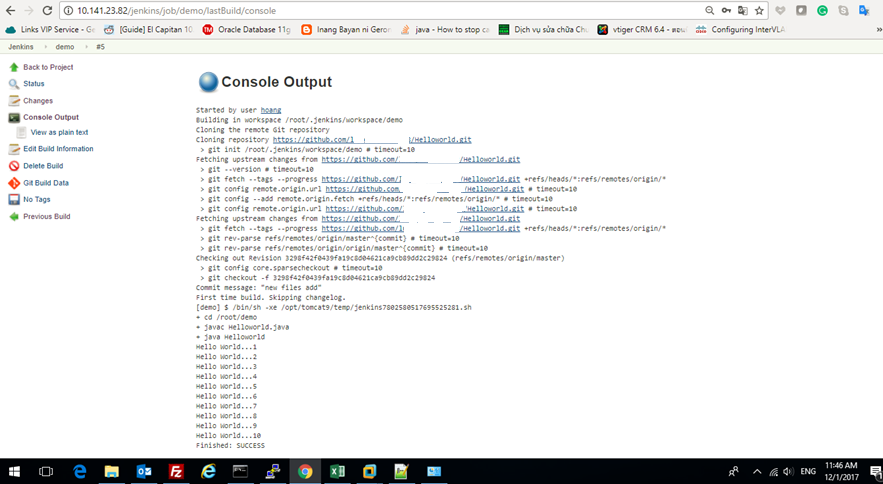 10.141.23.82/jenkins/job/demo/lastBuild/console
Links VIP Service - Ge
[Guide] El Capitan 10
Oracle Database 11g
Inang Bayan ni Geron
java - How to stop ca
Dịch vụ sửa chữa Chu
vtiger CRM 6.4 - ตอน
Configuring InterVLA
»
Jenkins
demo
#5
Back to Project
Status
Changes
Console Output
View as plain text
Edit Build Information
Delete Build
Git Build Data
No Tags
Previous Build
Console Output
Started by user hoang
Building in workspace /root/.jenkins/workspace/demo
Cloning the remote Git repository
Cloning repository https://github.com/ /Helloworld.git
> git init /root/.jenkins/workspace/demo # timeout=10
Fetching upstream changes from https://github.com/ /Helloworld.git
> git --version # timeout=10
> git fetch --tags --progress https://github.com/ /Helloworld.git +refs/heads/*:refs/remotes/origin/*
> git config remote.origin.url https://github.com/ /Helloworld.git # timeout=10
> git config --add remote.origin.fetch +refs/heads/*:refs/remotes/origin/* # timeout=10
> git config remote.origin.url https://github.com/ /Helloworld.git # timeout=10
Fetching upstream changes from https://github.com/ /Helloworld.git
> git fetch --tags --progress https://github.com/ /Helloworld.git +refs/heads/*:refs/remotes/origin/*
> git rev-parse refs/remotes/origin/master^{commit} # timeout=10
> git rev-parse refs/remotes/origin/origin/master^{commit} # timeout=10
Checking out Revision 3298f42f0439fa19c8d04621ca9cb89dd2c29824 (refs/remotes/origin/master)
> git config core.sparsecheckout # timeout=10
> git checkout -f 3298f42f0439fa19c8d04621ca9cb89dd2c29824
Commit message: "new files add"
First time build. Skipping changelog.
[demo] $ /bin/sh -xe /opt/tomcat9/temp/jenkins7802580517695525281.sh
+ cd /root/demo
+ javac Helloworld.java
+ java Helloworld
Hello World...1
Hello World...2
Hello World...3
Hello World...4
Hello World...5
Hello World...6
Hello World...7
Hello World...8
Hello World...9
Hello World...10
Finished: SUCCESS
ENG
11:46 AM
12/1/2017